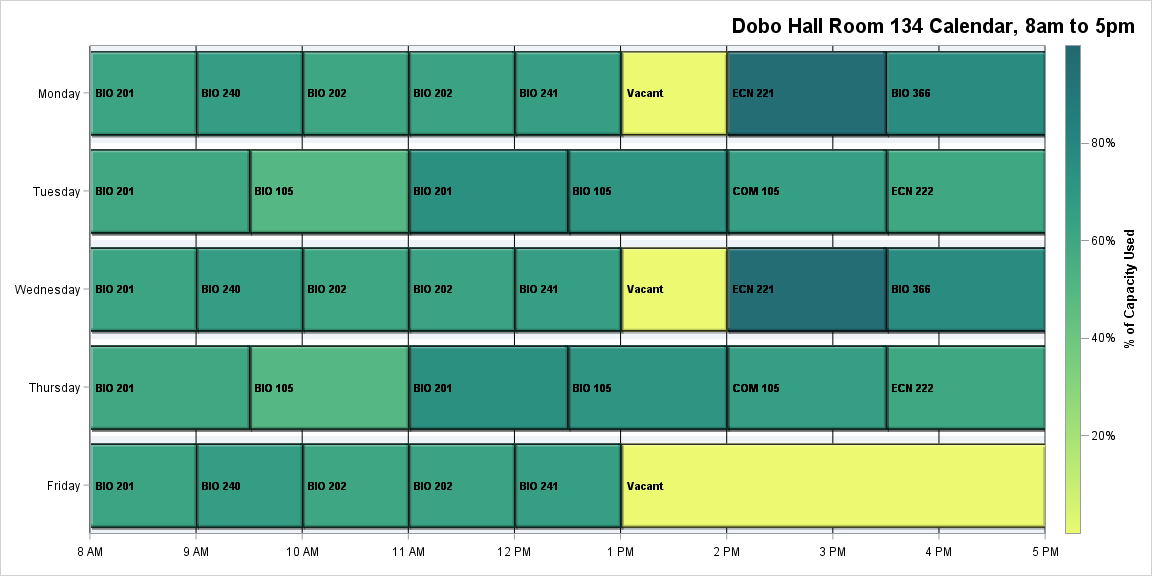 Dobo Hall Room 134 Calendar, 8am to 5pm
Monday
BIO 201
BIO 240
BIO 202
BIO 202
BIO 241
Vacant
ECN 221
BIO 366
Tuesday
BIO 201
BIO 105
BIO 201
BIO 105
COM 105
ECN 222
Wednesday
BIO 201
BIO 240
BIO 202
BIO 202
BIO 241
Vacant
ECN 221
BIO 366
Thursday
BIO 201
BIO 105
BIO 201
BIO 105
COM 105
ECN 222
Friday
BIO 201
BIO 240
BIO 202
BIO 202
BIO 241
Vacant
8 AM
9 AM
10 AM
11 AM
12 PM
1 PM
2 PM
3 PM
4 PM
5 PM
80%
60%
40%
20%
% of Capacity Used